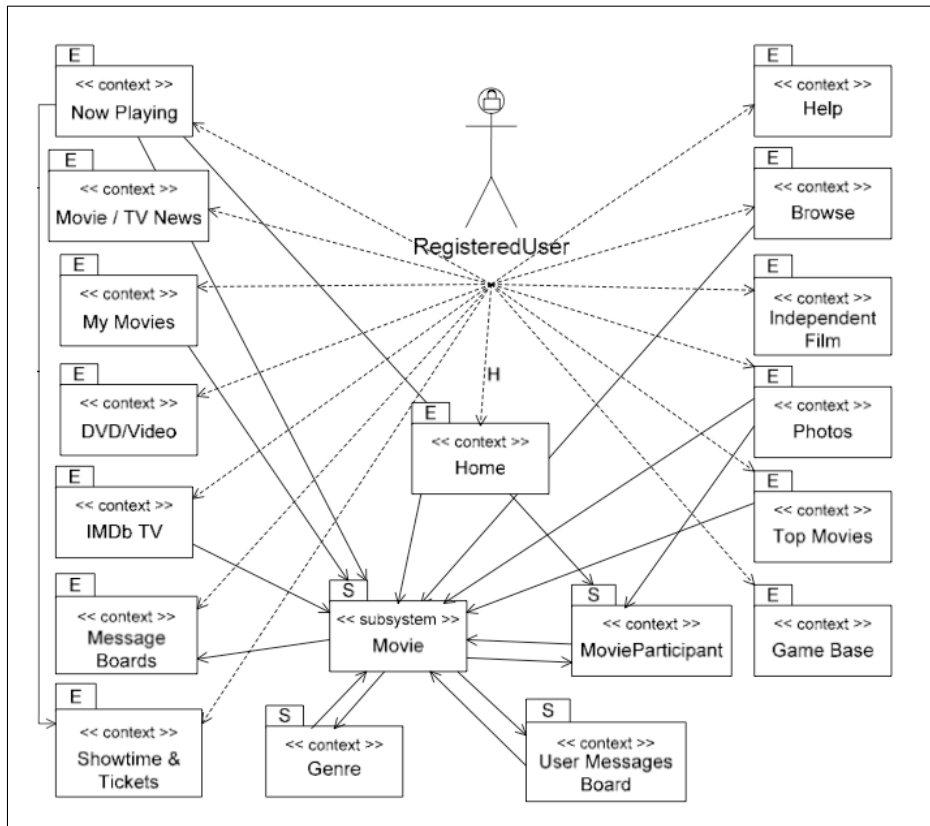 E
<< context >>
Now Playing
E
<< context >>
Movie / TV News
E
<< context >>
My Movies
E
<< context >>
DVD/Video
E
<< context >>
IMDb TV
E
<< context >>
Message
Boards
E
<< context >>
Showtime &
Tickets
RegisteredUser
H
E
<< context >>
Home
S
<< subsystem >>
Movie
S
<< context >>
Genre
S
<< context >>
User Messages
Board
S
<< context >>
MovieParticipant
E
<< context >>
Help
E
<< context >>
Browse
E
<< context >>
Independent
Film
E
<< context >>
Photos
E
<< context >>
Top Movies
E
<< context >>
Game Base